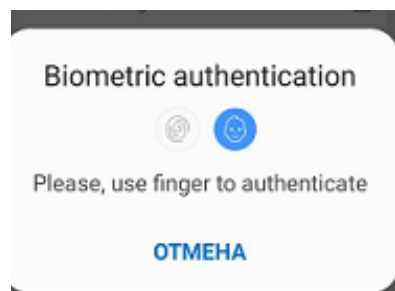 Biometric authentication
Please, use finger to authenticate
ОТМЕНА